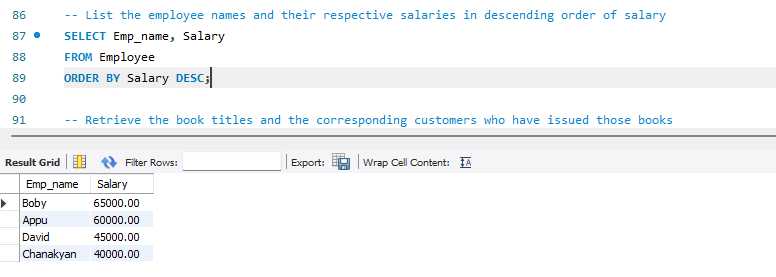 86 -- List the employee names and their respective salaries in descending order of salary
87 SELECT Emp_name, Salary
88 FROM Employee
89 ORDER BY Salary DESC;
90
91 -- Retrieve the book titles and the corresponding customers who have issued those books
Result Grid Filter Rows: Export: Wrap Cell Content: IA
Emp_name Salary
Boby 65000.00
Appu 60000.00
David 45000.00
Chanakyan 40000.00